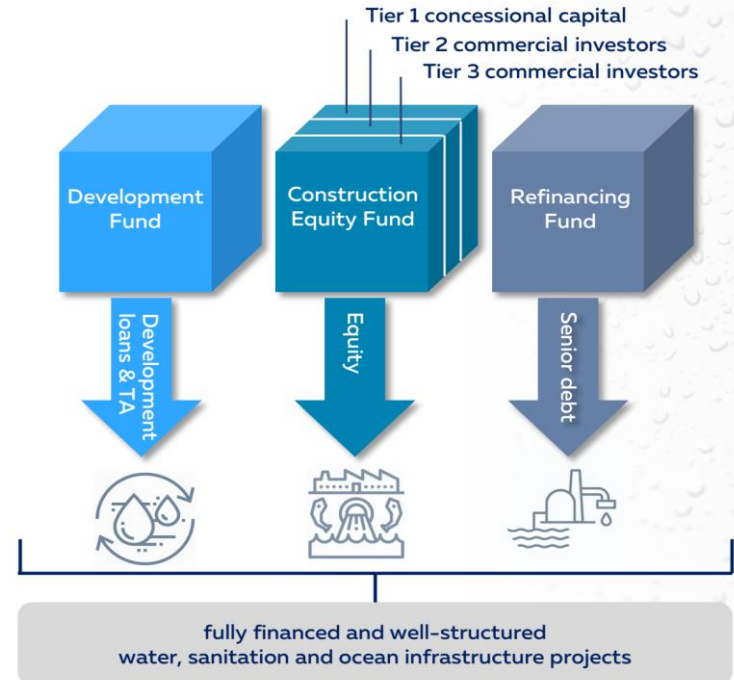 Tier 1 concessional capital
Tier 2 commercial investors
Tier 3 commercial investors
Development
Fund
Construction
Equity Fund
Refinancing
Fund
Development
loans & TA
Equity
Senior debt
fully financed and well-structured
water, sanitation and ocean infrastructure projects